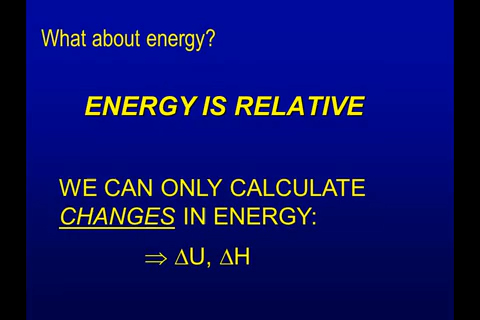 What about energy?
ENERGY IS RELATIVE
WE CAN ONLY CALCULATE
CHANGES IN ENERGY:
⇒ ΔU, ΔH